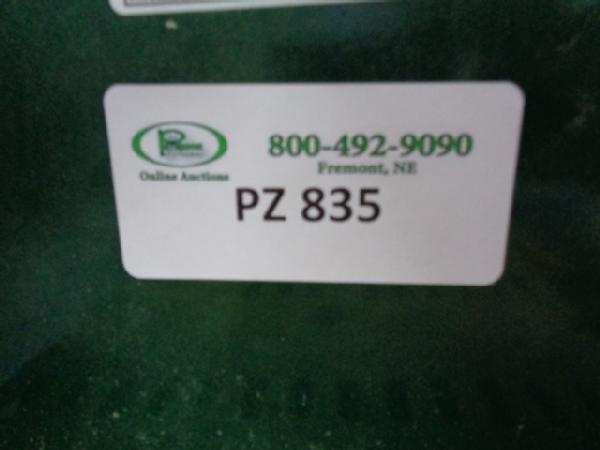 800-492-9090
Fremont, NE
Online Auctions
PZ 835